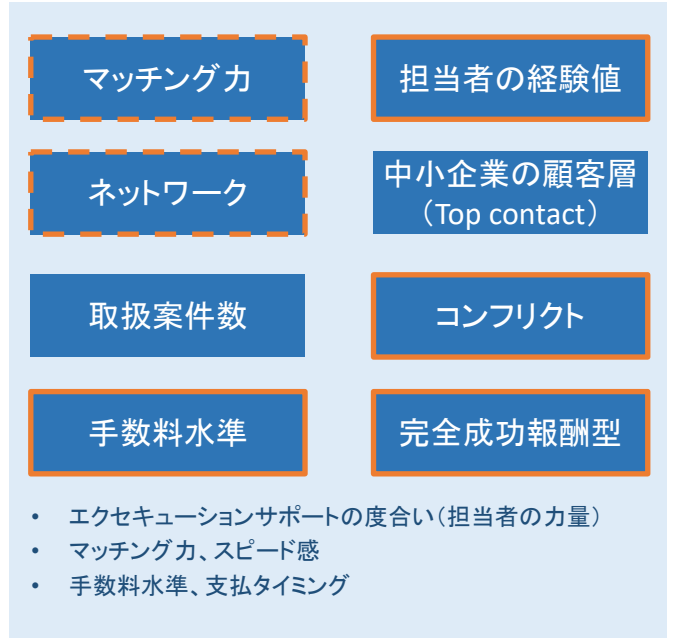 マッチング力
担当者の経験値
ネットワーク
中小企業の顧客層
（Top contact）
取扱案件数
コンフリクト
手数料水準
完全成功報酬型
• エクセキューションサポートの度合い（担当者の力量）
• マッチング力、スピード感
• 手数料水準、支払タイミング